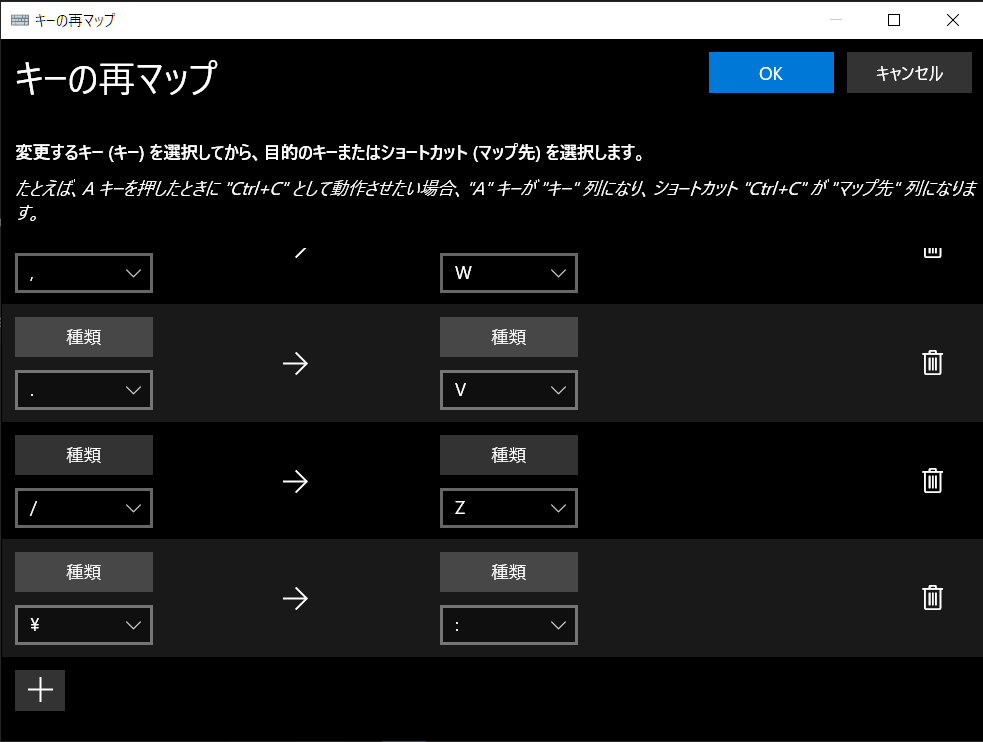 キーの再マップ
キーの再マップ
OK
キャンセル
変更するキー (キー) を選択してから、目的のキーまたはショートカット (マップ先) を選択します。
たとえば、A キーを押したときに "Ctrl+C" として動作させたい場合、"A" キーが "キー" 列になり、ショートカット "Ctrl+C" が "マップ先" 列になりま
す。
, W
種類 種類
. V
種類 種類
/ Z
種類 種類
¥ :